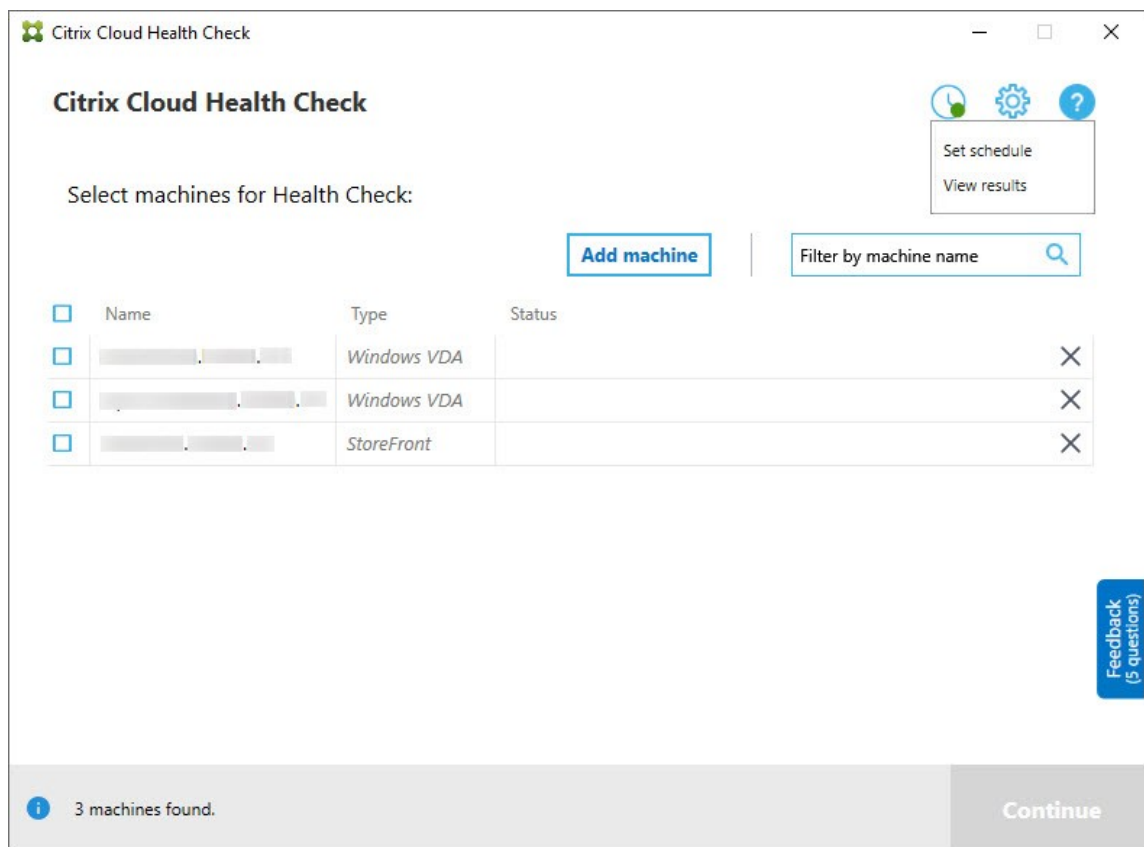 Citrix Cloud Health Check
Citrix Cloud Health Check
?
Set schedule
View results
Select machines for Health Check:
Add machine
Filter by machine name
Name Type Status
Windows VDA
Windows VDA
StoreFront
Feedback
(5 questions)
i 3 machines found.
Continue